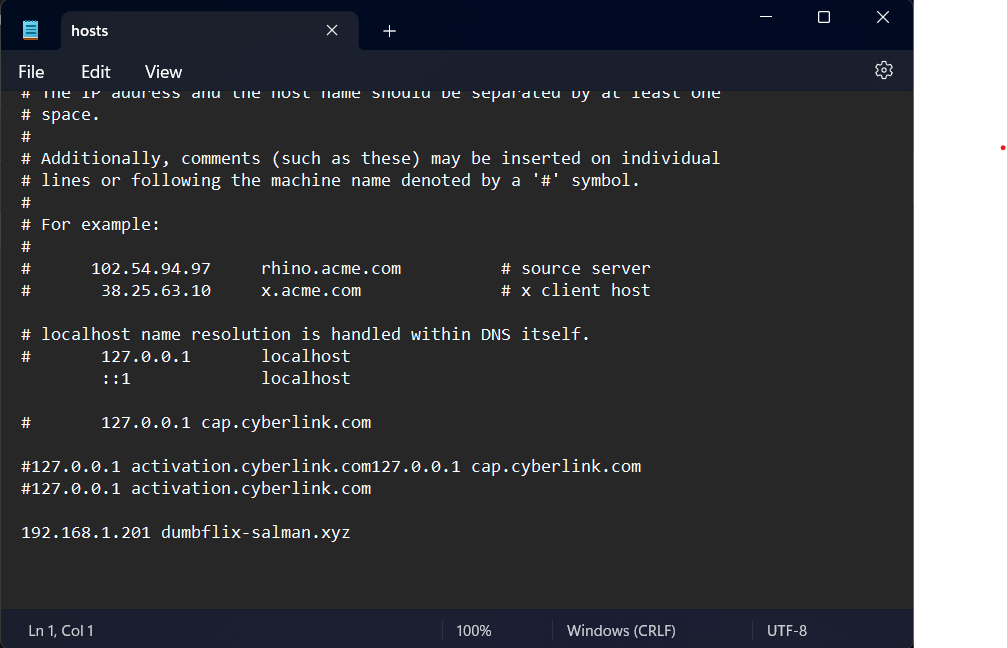 hosts
File Edit View
# The IP address and the host name should be separated by at least one
# space.
#
# Additionally, comments (such as these) may be inserted on individual
# lines or following the machine name denoted by a '#' symbol.
#
# For example:
#
#      102.54.94.97     rhino.acme.com          # source server
#       38.25.63.10     x.acme.com              # x client host
# localhost name resolution is handled within DNS itself.
#       127.0.0.1       localhost
        ::1             localhost
#       127.0.0.1 cap.cyberlink.com
#127.0.0.1 activation.cyberlink.com127.0.0.1 cap.cyberlink.com
#127.0.0.1 activation.cyberlink.com
192.168.1.201 dumbflix-salman.xyz
Ln 1, Col 1 100% Windows (CRLF) UTF-8